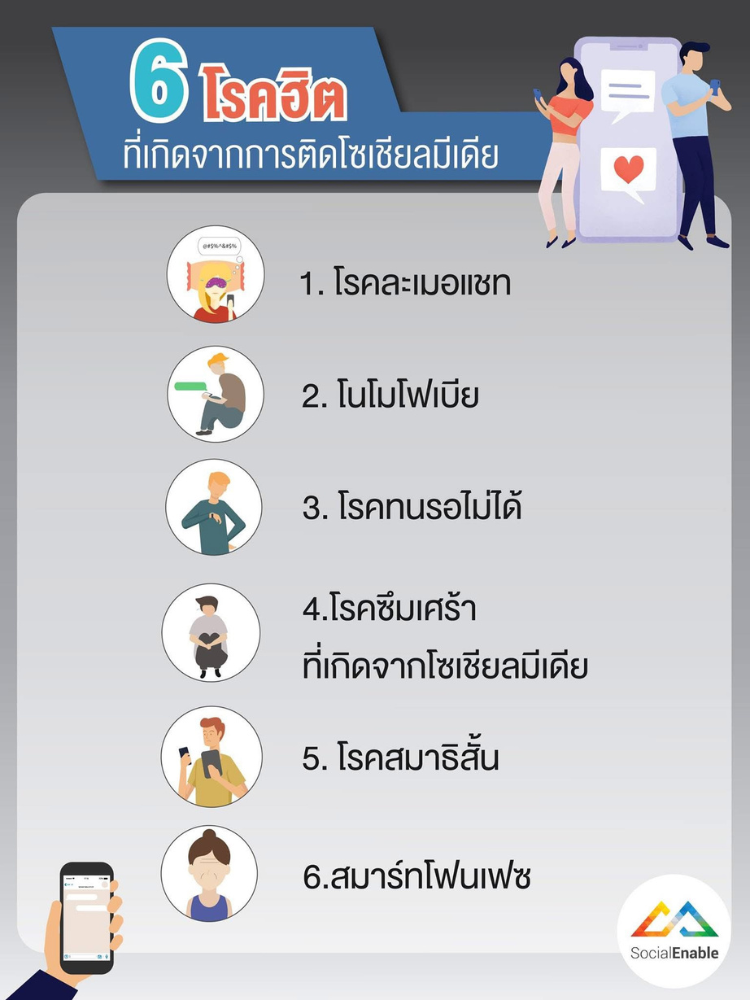 6 โรคฮิต
ที่เกิดจากการติดโซเชียลมีเดีย
@#$%^&#$%
1. โรคละเมอแชท
2. โนโมโฟเบีย
3. โรคทนรอไม่ได้
4.โรคซึมเศร้า
ที่เกิดจากโซเชียลมีเดีย
5. โรคสมาธิสั้น
6.สมาร์ทโฟนเฟซ
SocialEnable